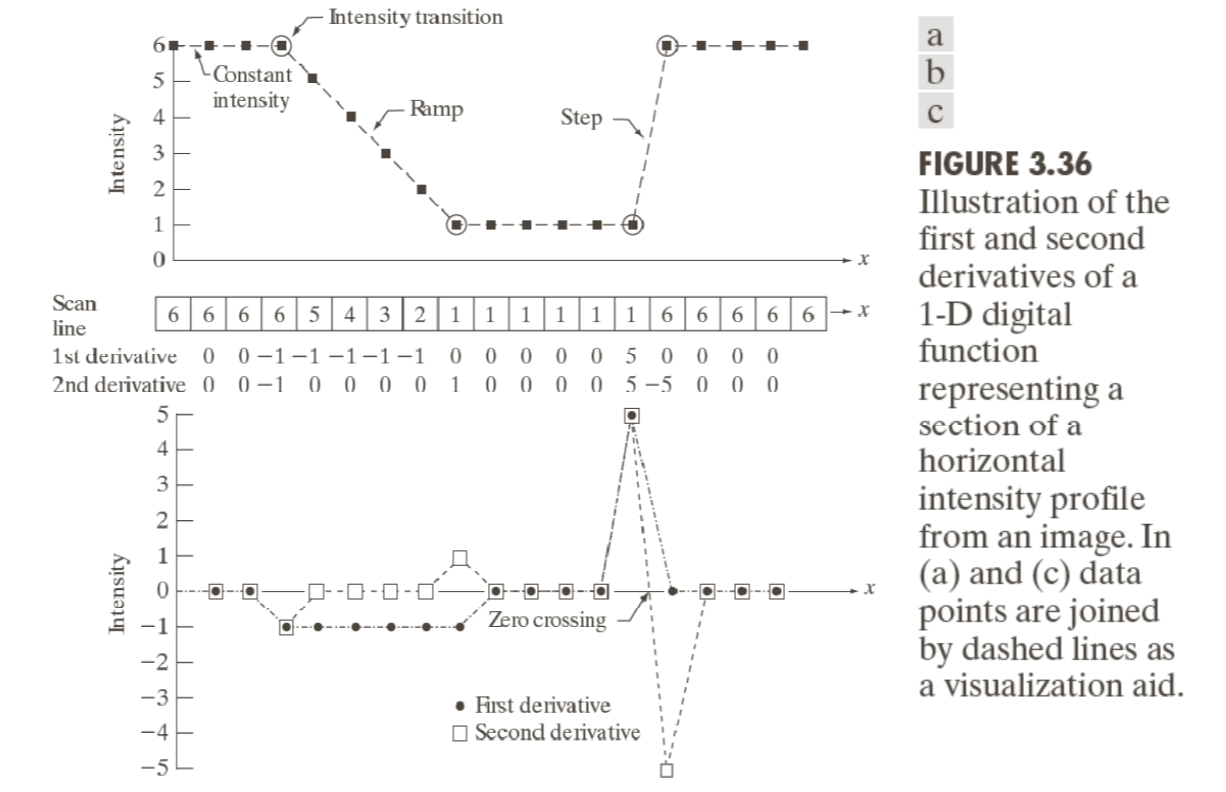 Intensity transition
6
Constant
intensity
5
Ramp
Step
4
3
2
1
0
Intensity
x
Scan
line
6 6 6 6 5 4 3 2 1 1 1 1 1 1 6 6 6 6 6
x
1st derivative 0 0 −1 −1 −1 −1 −1 0 0 0 0 0 5 0 0 0 0
2nd derivative 0 0 −1 0 0 0 0 1 0 0 0 0 5 −5 0 0 0
5
4
3
2
1
0
x
Zero crossing
−1
−2
−3
−4
−5
Intensity
First derivative
Second derivative
a
b
c
FIGURE 3.36
Illustration of the
first and second
derivatives of a
1-D digital
function
representing a
section of a
horizontal
intensity profile
from an image. In
(a) and (c) data
points are joined
by dashed lines as
a visualization aid.